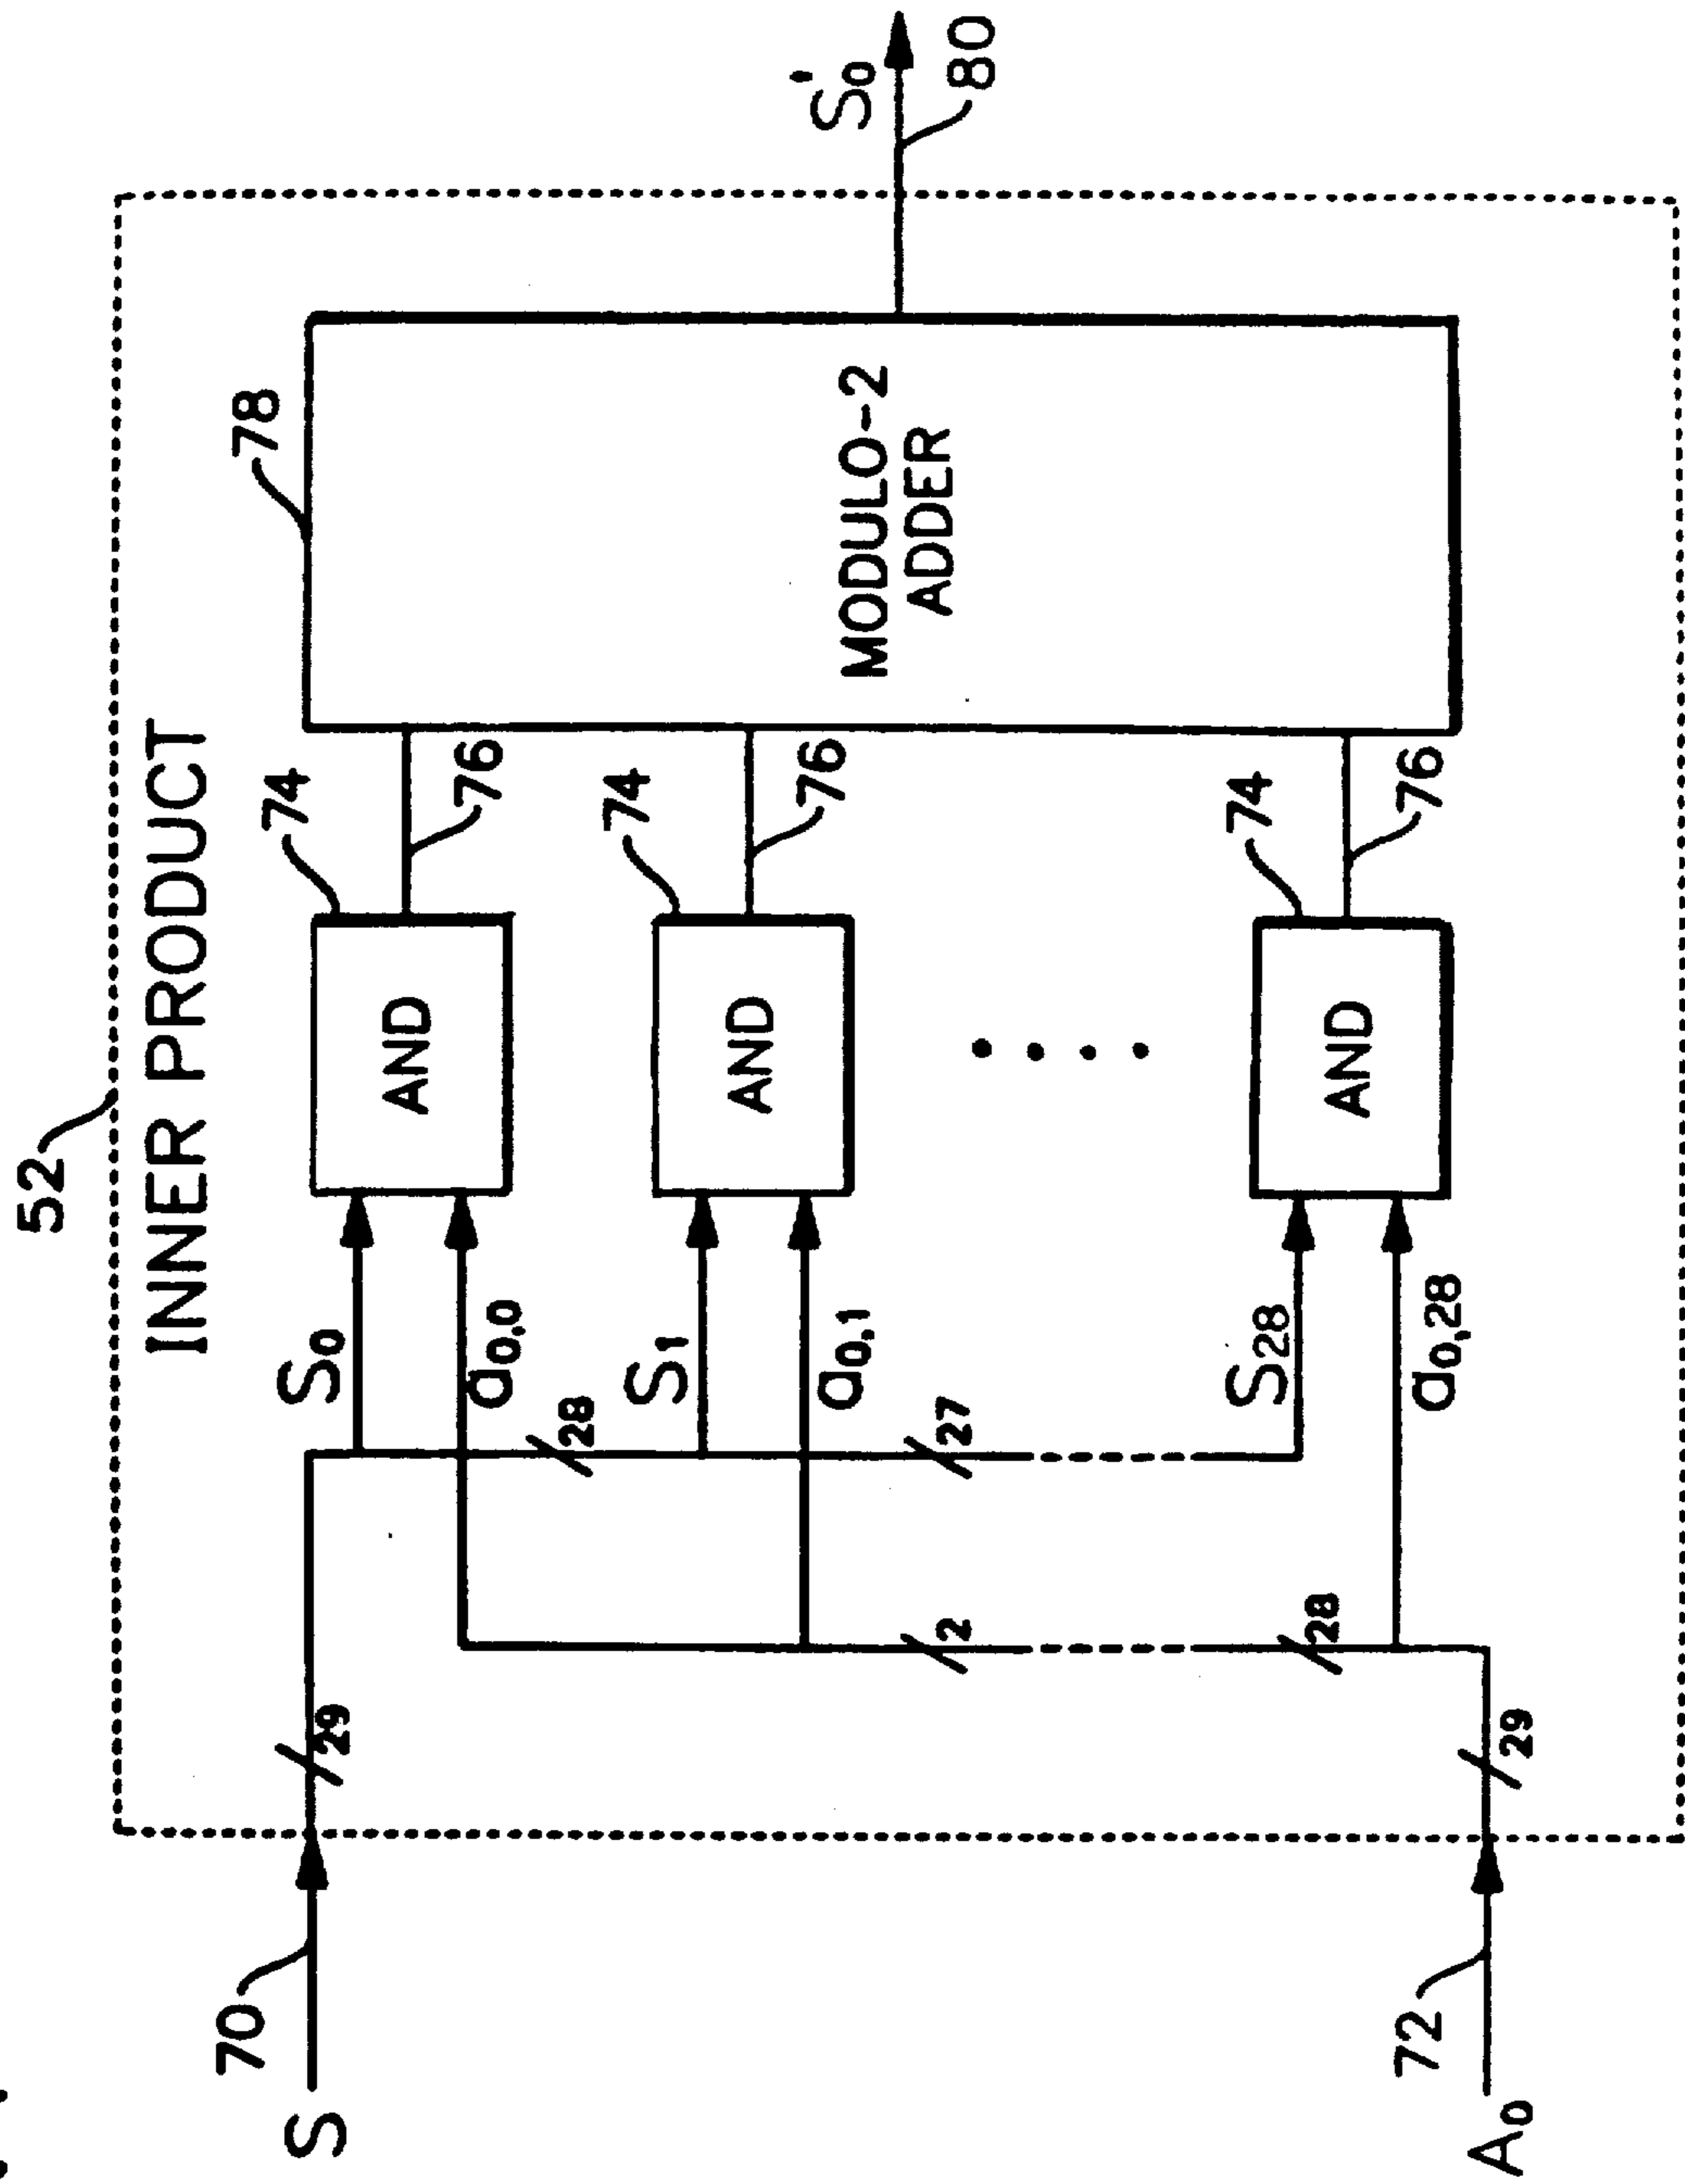 52
INNER PRODUCT
70
S
29
S₀
a₀,₀
AND
74
76
28
S₁
a₀,₁
AND
74
76
27
2
28
S₂₈
a₀,₂₈
AND
74
76
72
A₀
29
78
MODULO-2
ADDER
S₀'
80